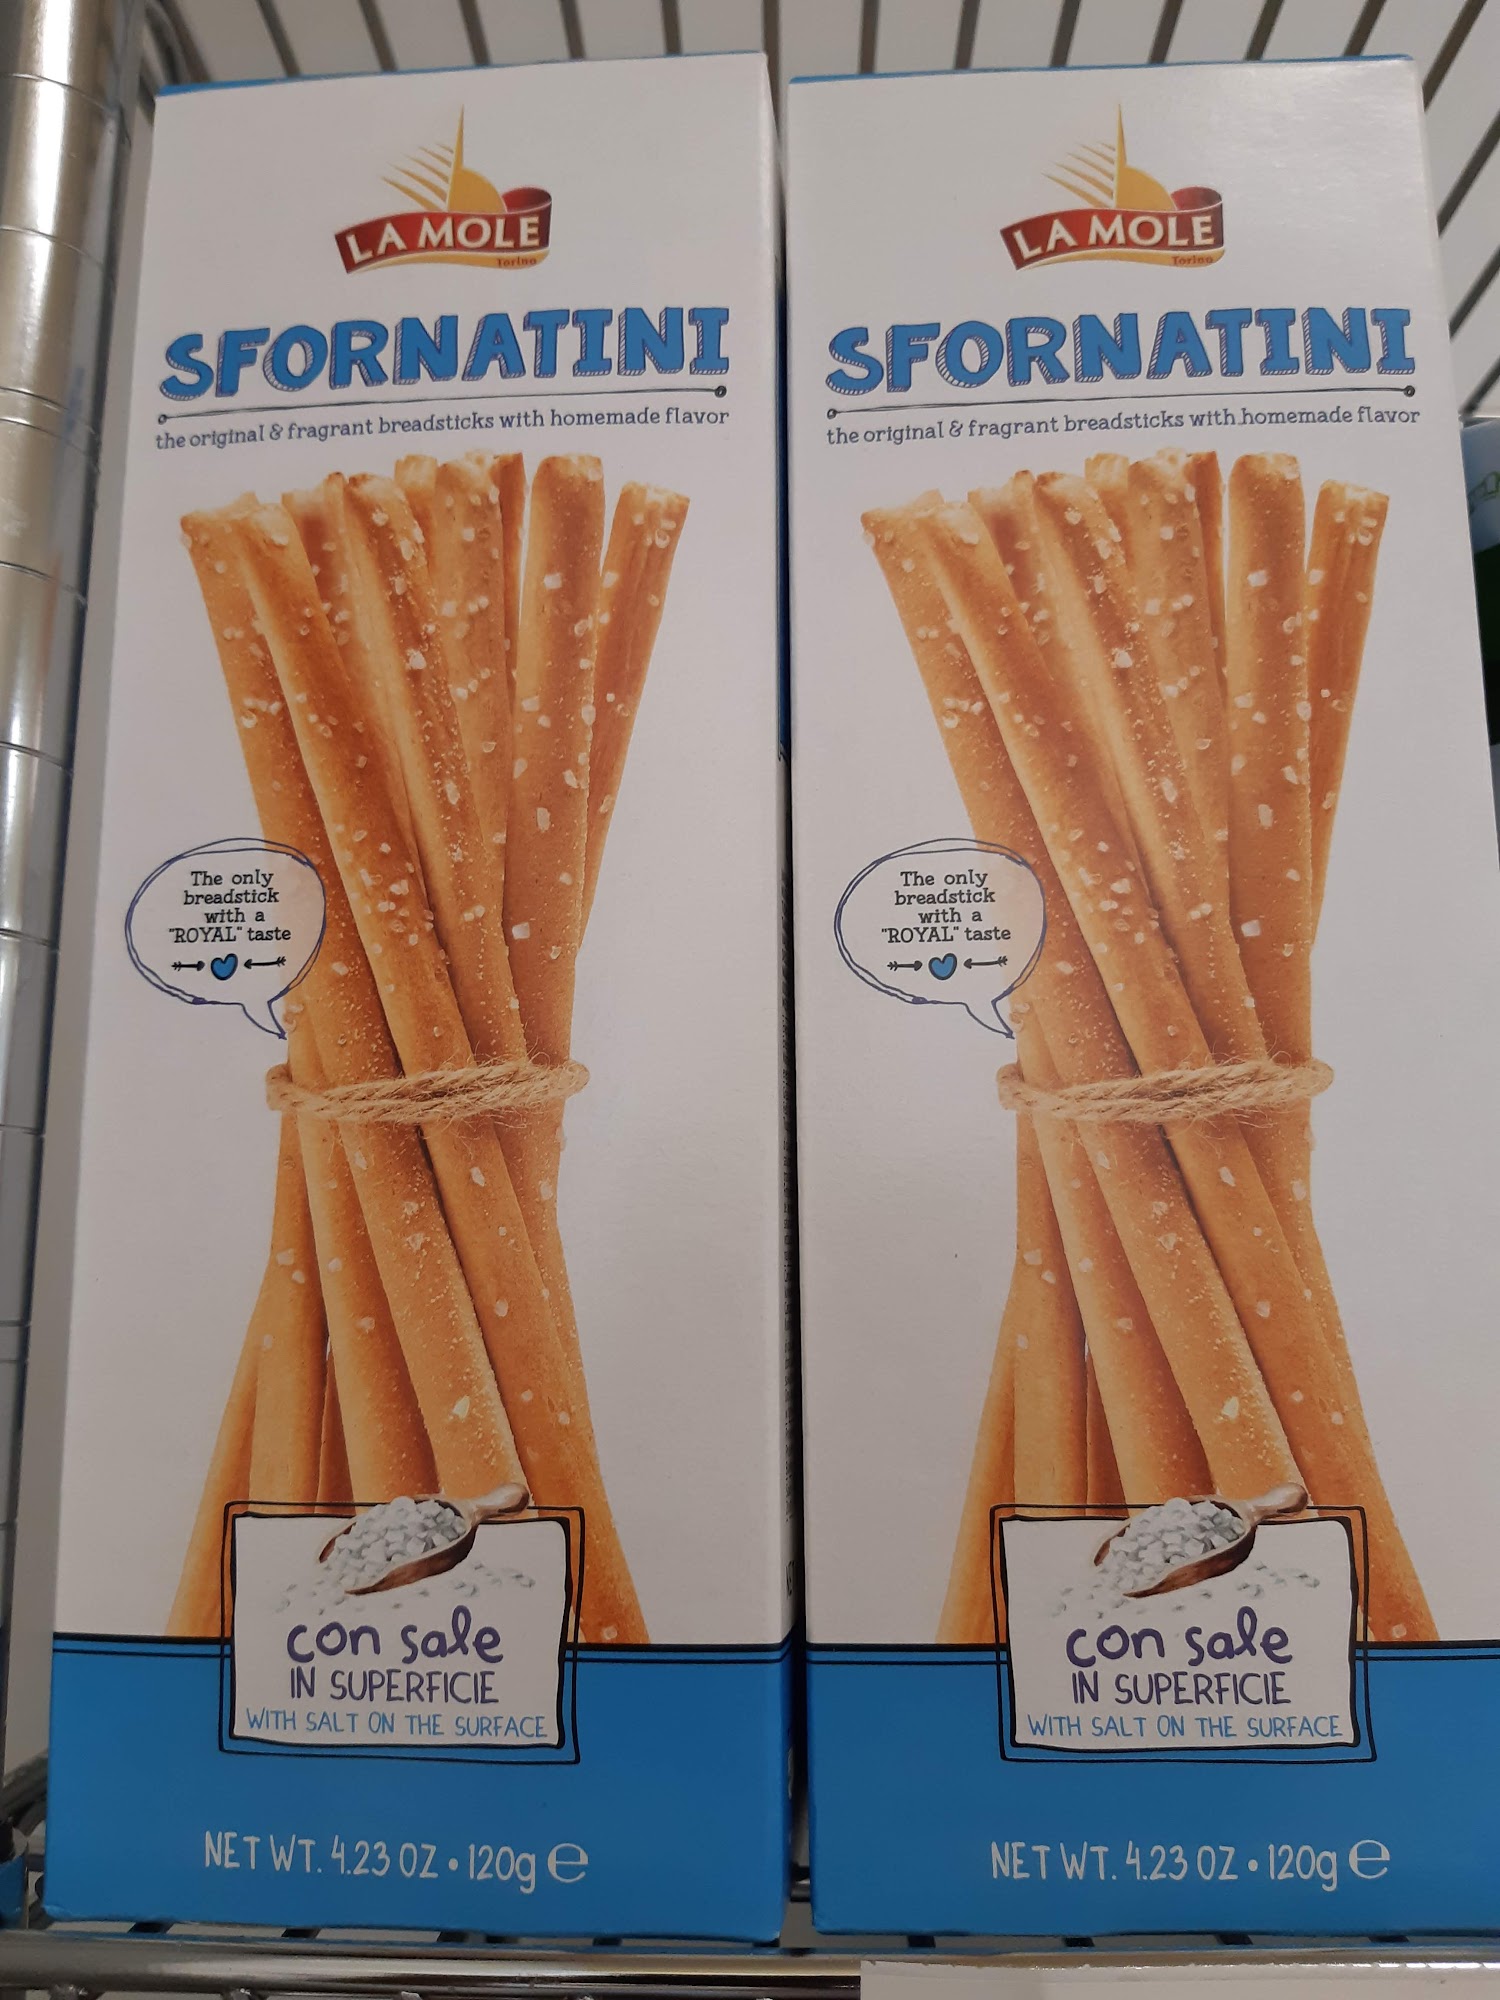 LA MOLE
Torino
SFORNATINI
the original & fragrant breadsticks with homemade flavor
The only
breadstick
with a
"ROYAL" taste
con sale
IN SUPERFICIE
WITH SALT ON THE SURFACE
NET WT. 4.23 OZ • 120g ℮
LA MOLE
Torino
SFORNATINI
the original & fragrant breadsticks with homemade flavor
The only
breadstick
with a
"ROYAL" taste
con sale
IN SUPERFICIE
WITH SALT ON THE SURFACE
NET WT. 4.23 OZ • 120g ℮